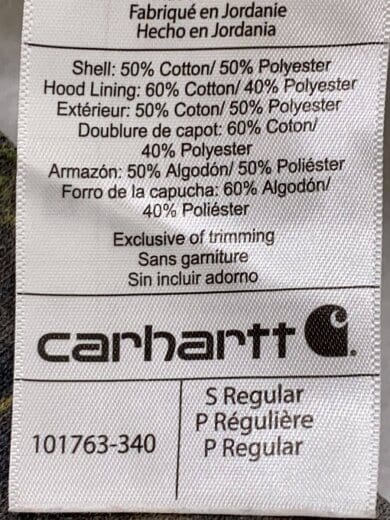 Fabriqué en Jordanie
Hecho en Jordania
Shell: 50% Cotton/ 50% Polyester
Hood Lining: 60% Cotton/ 40% Polyester
Extérieur: 50% Coton/ 50% Polyester
Doublure de capot: 60% Coton/
40% Polyester
Armazón: 50% Algodón/ 50% Poliéster
Forro de la capucha: 60% Algodón/
40% Poliéster
Exclusive of trimming
Sans garniture
Sin incluir adorno
carhartt
101763-340
S Regular
P Régulière
P Regular